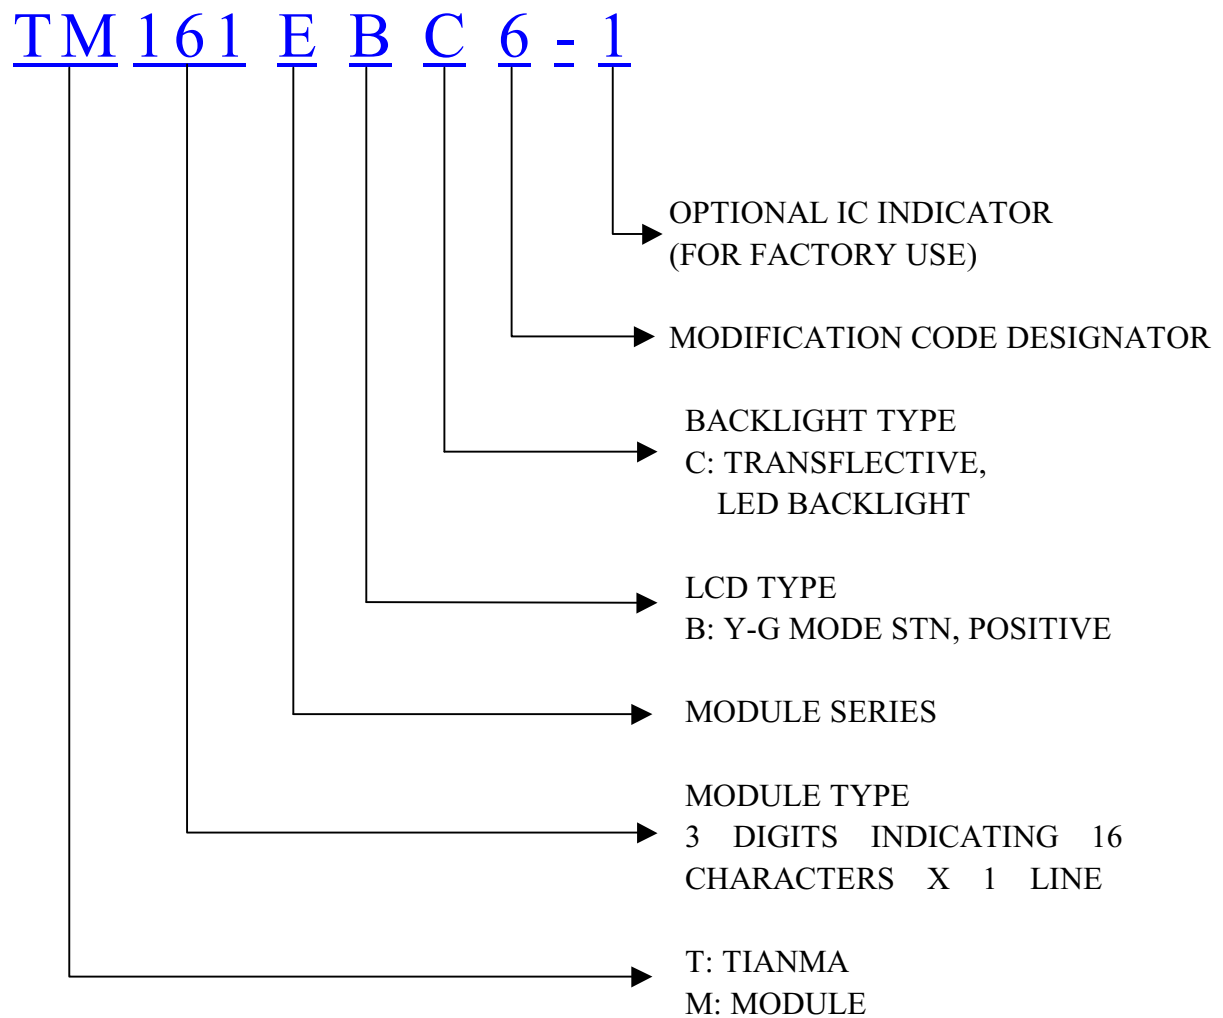 TM161EBC6-1
OPTIONAL IC INDICATOR
(FOR FACTORY USE)
MODIFICATION CODE DESIGNATOR
BACKLIGHT TYPE
C: TRANSFLECTIVE,
LED BACKLIGHT
LCD TYPE
B: Y-G MODE STN, POSITIVE
MODULE SERIES
MODULE TYPE
3 DIGITS INDICATING 16
CHARACTERS X 1 LINE
T: TIANMA
M: MODULE